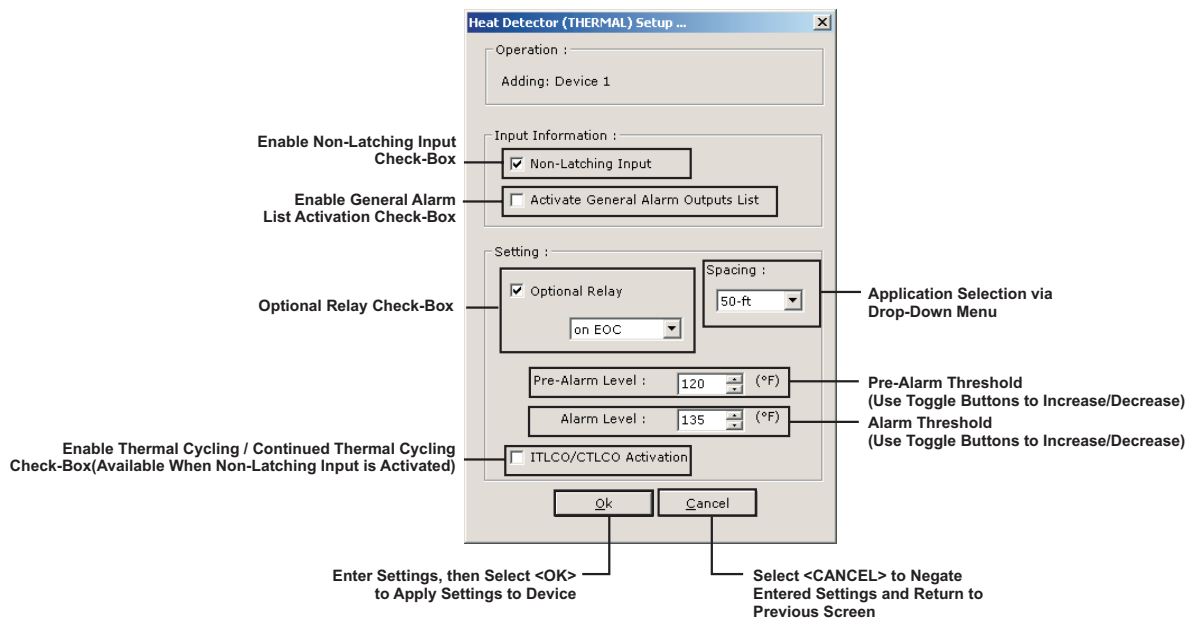 Heat Detector (THERMAL) Setup ...
Operation :
Adding: Device 1
Input Information :
Enable Non-Latching Input
Check-Box
Non-Latching Input
Enable General Alarm
List Activation Check-Box
Activate General Alarm Outputs List
Setting :
Optional Relay Check-Box
Optional Relay
on EOC
Spacing :
50-ft
Application Selection via
Drop-Down Menu
Pre-Alarm Level :
120
(°F)
Pre-Alarm Threshold
(Use Toggle Buttons to Increase/Decrease)
Alarm Level :
135
(°F)
Alarm Threshold
(Use Toggle Buttons to Increase/Decrease)
Enable Thermal Cycling / Continued Thermal Cycling
Check-Box(Available When Non-Latching Input is Activated)
ITLCO/CTLCO Activation
Ok
Cancel
Enter Settings, then Select <OK>
to Apply Settings to Device
Select <CANCEL> to Negate
Entered Settings and Return to
Previous Screen